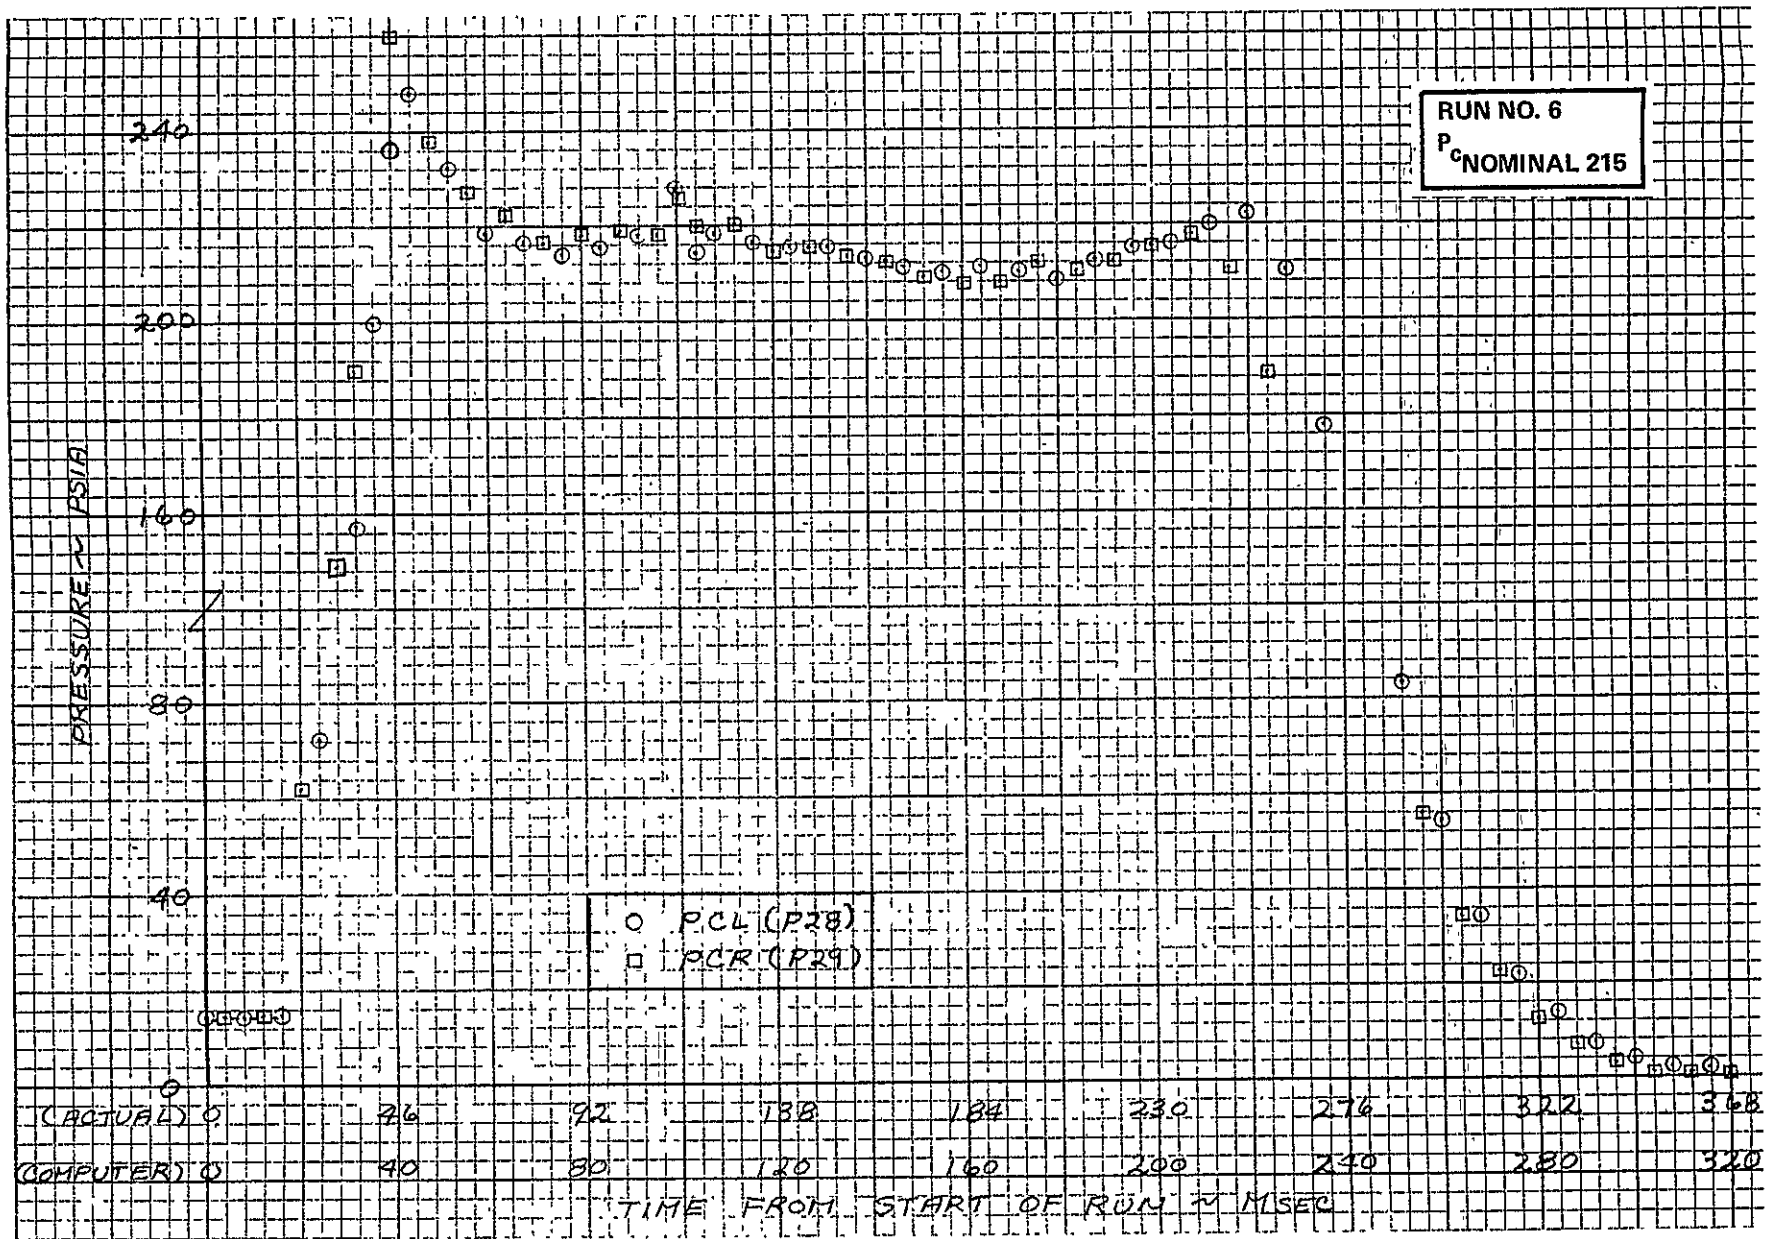 RUN NO. 6
PcNOMINAL 215
240
200
160
80
40
0
PRESSURE ~ PSIA
○ PCL (P28)
□ PCR (P29)
(ACTUAL) 0 46 92 138 184 230 276 322 368
(COMPUTER) 0 40 80 120 160 200 240 280 320
TIME FROM START OF RUN ~ MSEC